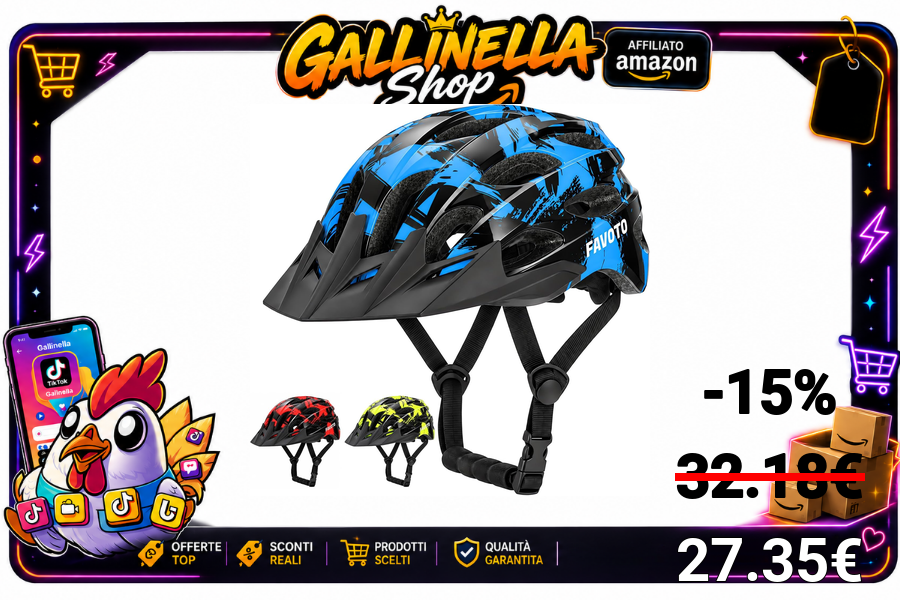 GALLINELLA
Shop
AFFILIATO
amazon
FAVOTO
Gallinella
TikTok
Gallinella
-15%
32.18€
27.35€
OFFERTE
TOP
SCONTI
REALI
PRODOTTI
SCELTI
QUALITÀ
GARANTITA